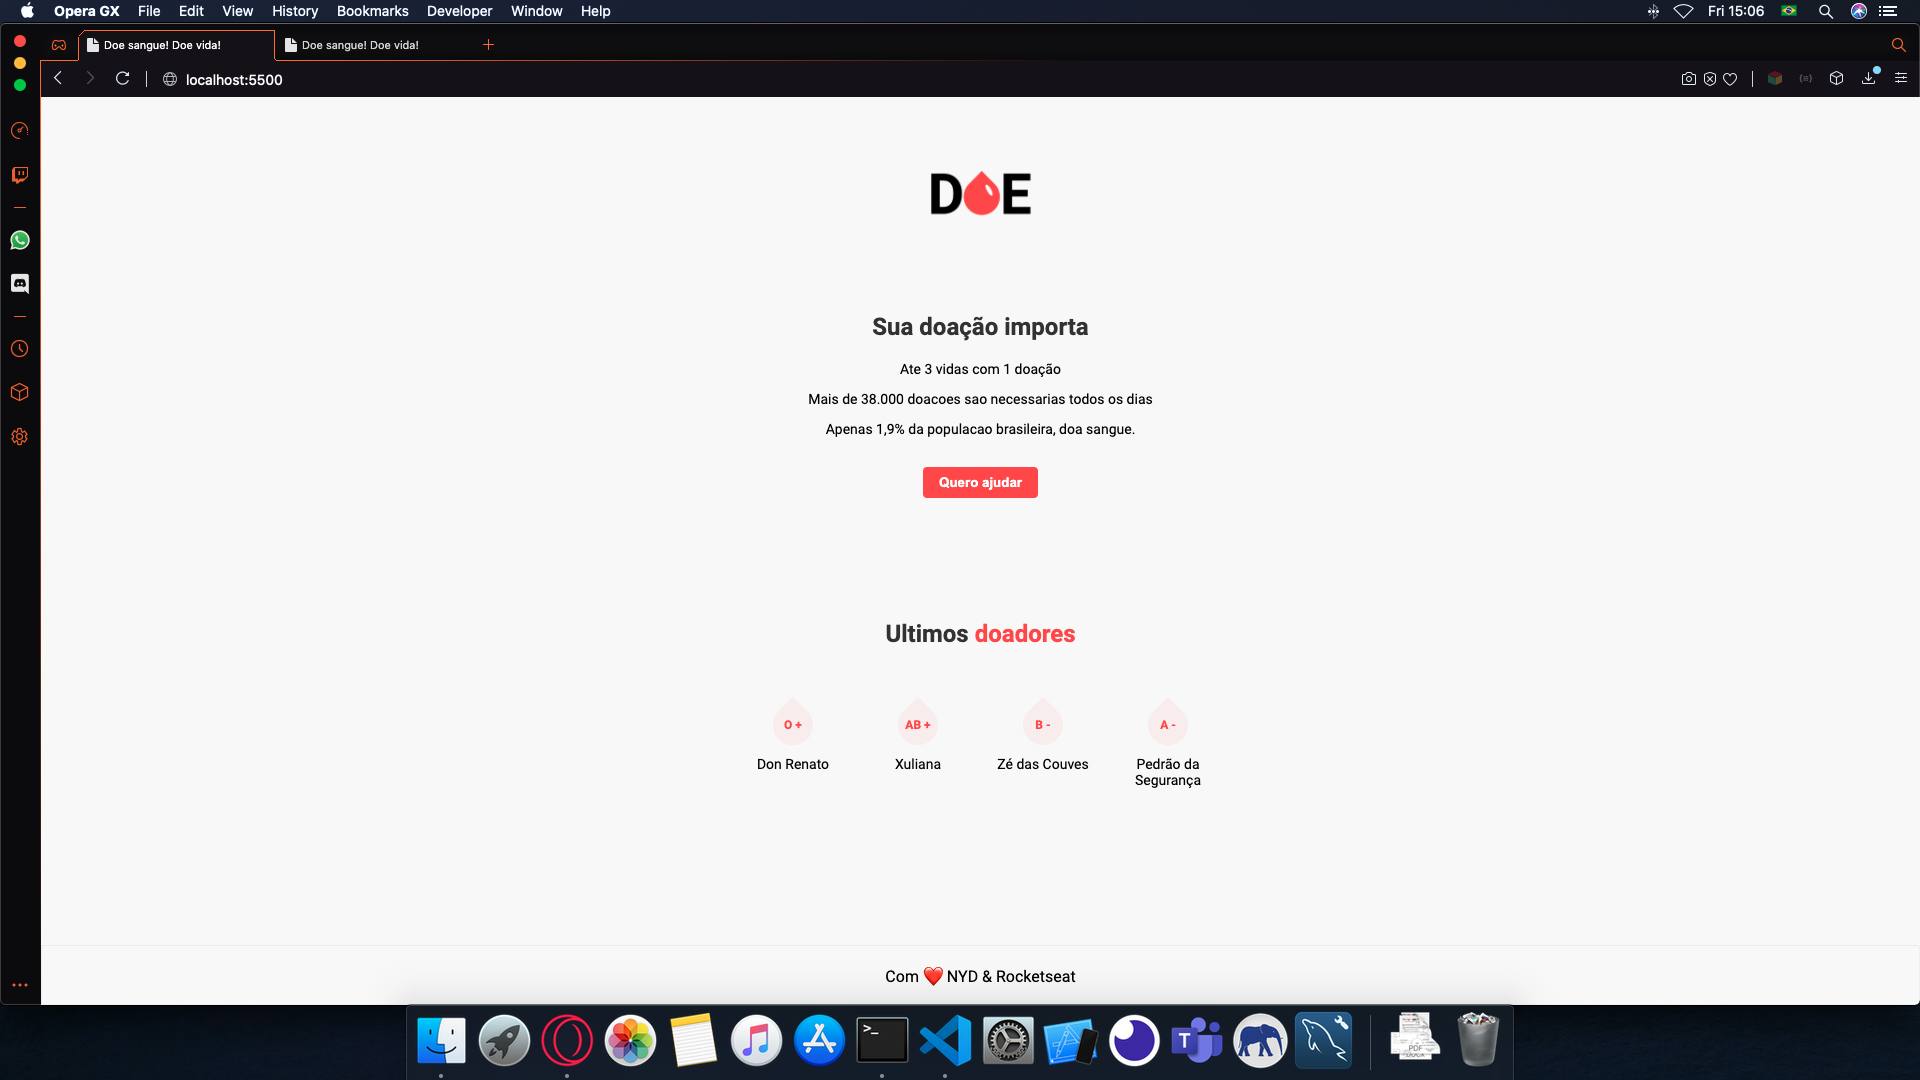 Opera GX File Edit View History Bookmarks Developer Window Help Fri 15:06
Doe sangue! Doe vida! Doe sangue! Doe vida!
localhost:5500
DOE
Sua doação importa
Ate 3 vidas com 1 doação
Mais de 38.000 doacoes sao necessarias todos os dias
Apenas 1,9% da populacao brasileira, doa sangue.
Quero ajudar
Ultimos doadores
O + AB + B - A -
Don Renato Xuliana Zé das Couves Pedrão da
Segurança
Com ❤️ NYD & Rocketseat
>_
T
PDF